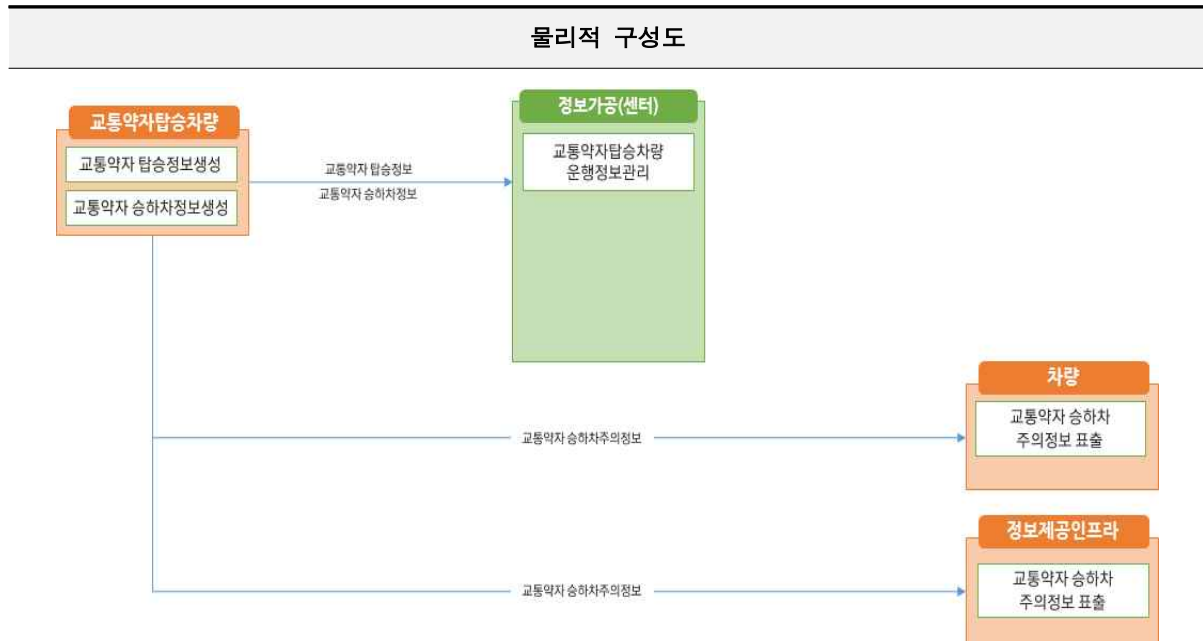 물리적 구성도
교통약자탑승차량
교통약자 탑승정보생성
교통약자 승하차정보생성
교통약자 탑승정보
교통약자 승하차정보
정보가공(센터)
교통약자탑승차량
운행정보관리
교통약자 승하차주의정보
차량
교통약자 승하차
주의정보 표출
교통약자 승하차주의정보
정보제공인프라
교통약자 승하차
주의정보 표출